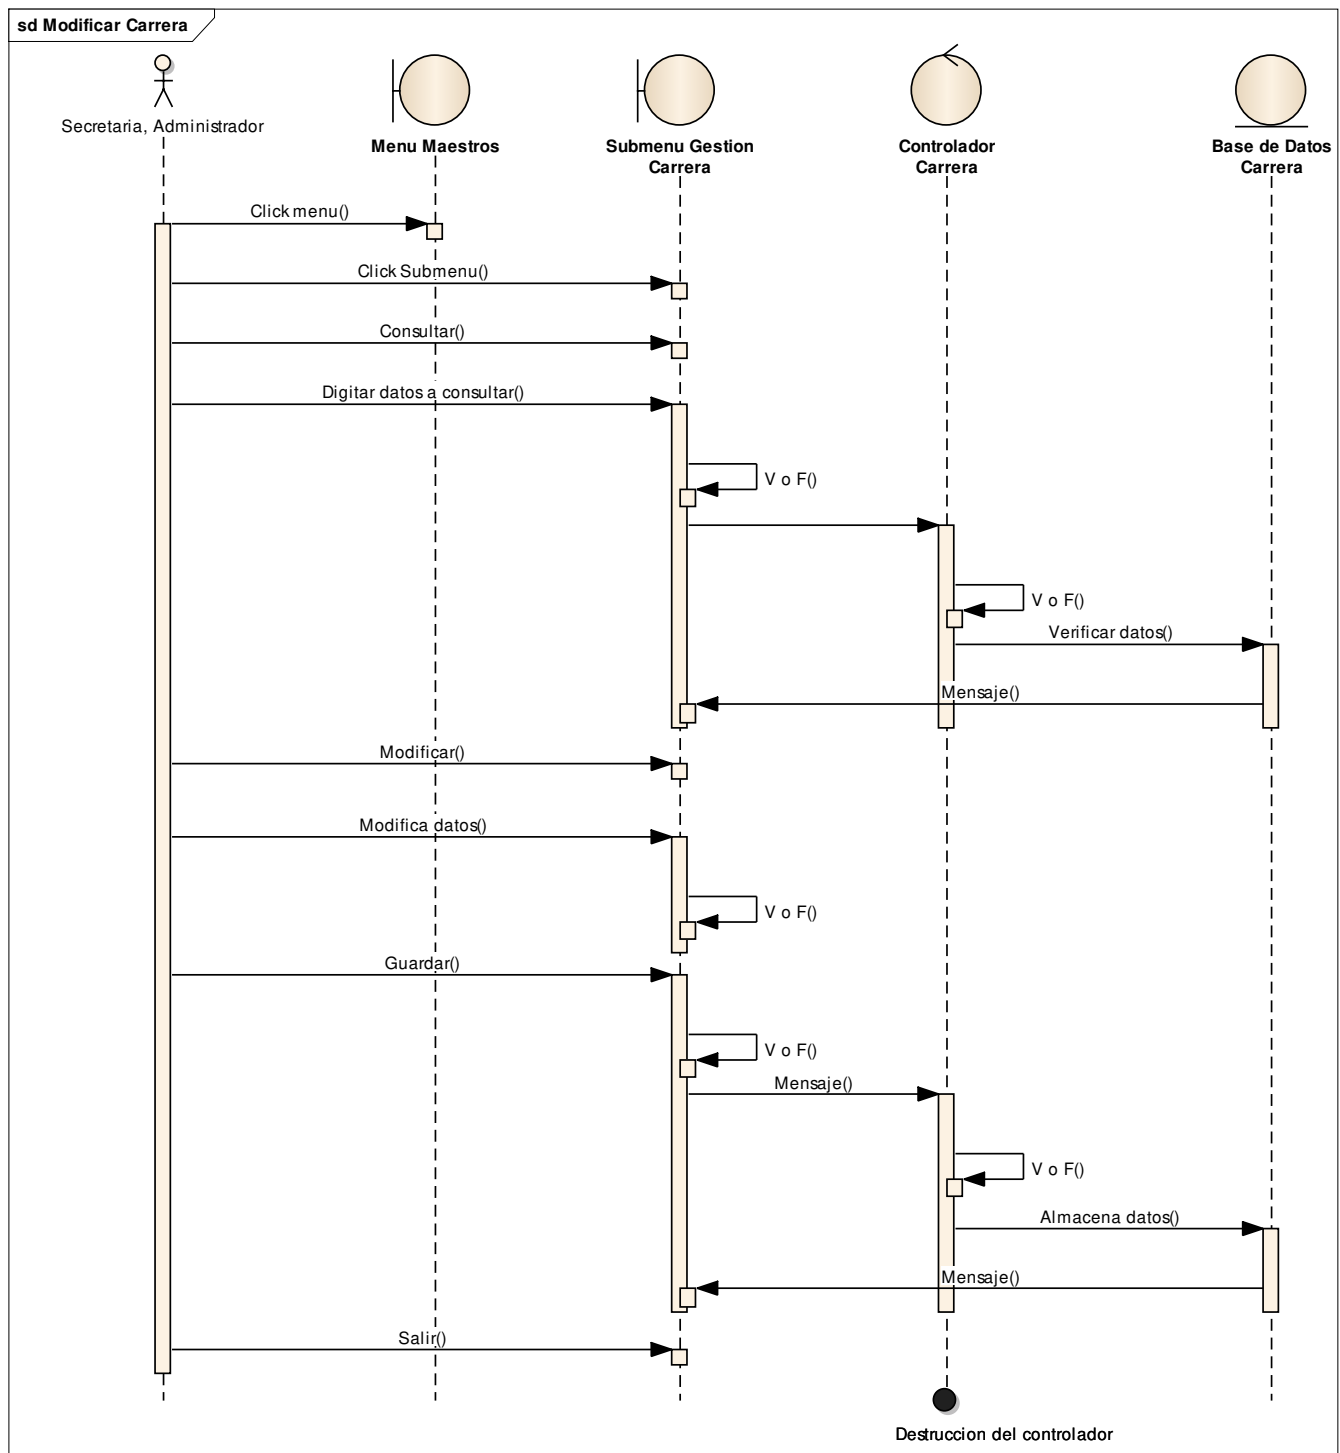 sd Modificar Carrera
Secretaria, Administrador
Menu Maestros
Submenu Gestion
Carrera
Controlador
Carrera
Base de Datos
Carrera
Click menu()
Click Submenu()
Consultar()
Digitar datos a consultar()
V o F()
V o F()
Verificar datos()
Mensaje()
Modificar()
Modifica datos()
V o F()
Guardar()
V o F()
Mensaje()
V o F()
Almacena datos()
Mensaje()
Salir()
Destruccion del controlador